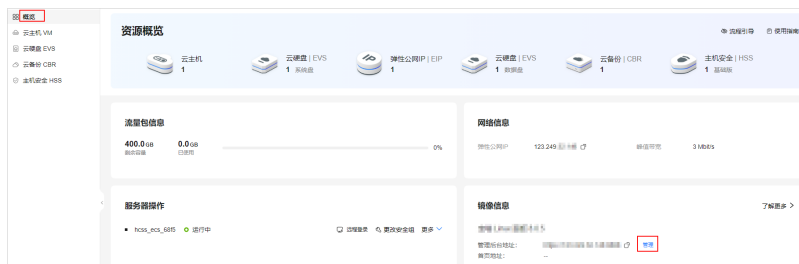 概览
云主机 VM
云硬盘 EVS
云备份 CBR
主机安全 HSS
资源概览
流程引导 使用指南
云主机 1
云硬盘 | EVS 1 系统盘
弹性公网IP | EIP 1
云硬盘 | EVS 1 数据盘
云备份 | CBR 1
主机安全 | HSS 1 基础版
流量包信息
400.0 GB 剩余容量
0.0 GB 已使用
0%
网络信息
弹性公网IP 123.249. 峰值带宽 3 Mbit/s
服务器操作
hcss_ecs_68f5 运行中 远程登录 更改安全组 更多
镜像信息 了解更多 >
管理后台地址: 管理
首页地址: --